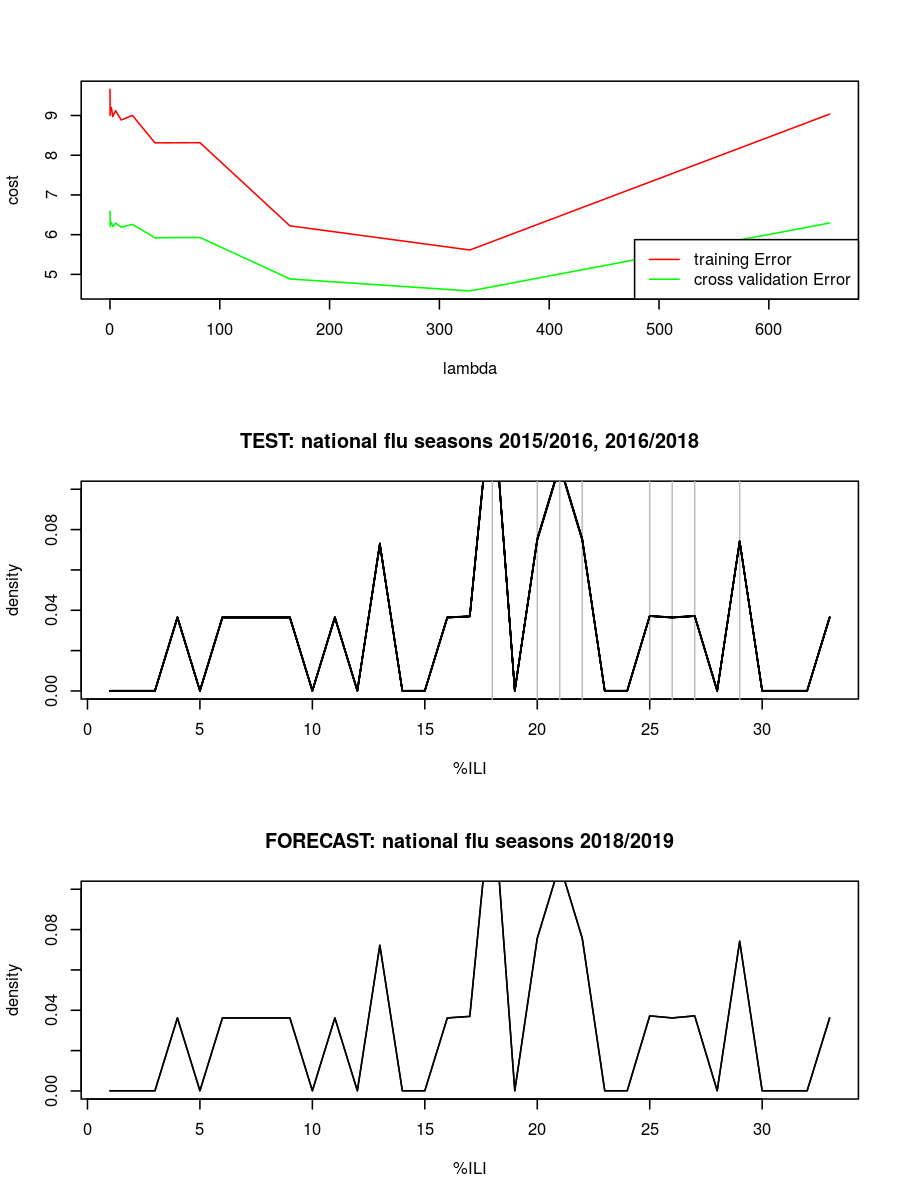 cost
9
8
7
6
5
training Error
cross validation Error
0 100 200 300 400 500 600
lambda
TEST: national flu seasons 2015/2016, 2016/2018
density
0.08
0.04
0.00
0 5 10 15 20 25 30
%ILI
FORECAST: national flu seasons 2018/2019
density
0.08
0.04
0.00
0 5 10 15 20 25 30
%ILI